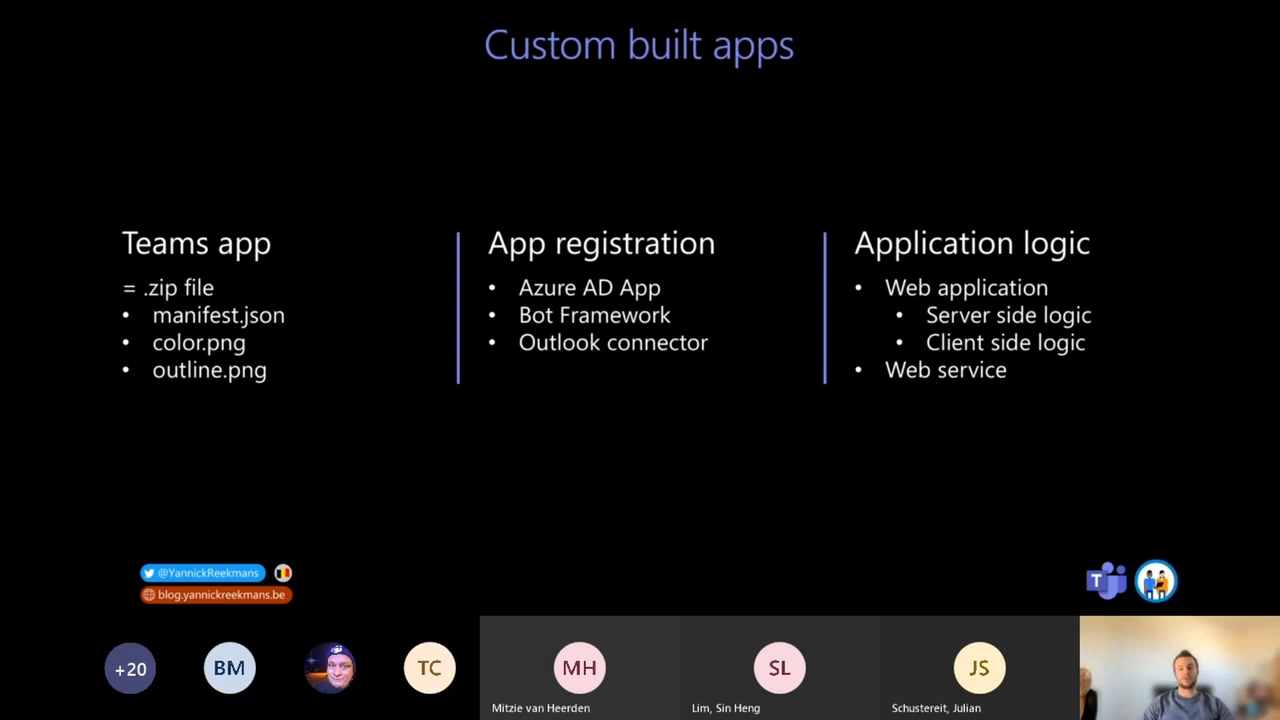 Custom built apps
Teams app
= .zip file
• manifest.json
• color.png
• outline.png
App registration
• Azure AD App
• Bot Framework
• Outlook connector
Application logic
• Web application
• Server side logic
• Client side logic
• Web service
@YannickReekmans
blog.yannickreekmans.be
T
+20
BM
TC
MH
Mitzie van Heerden
SL
Lim, Sin Heng
JS
Schustereit, Julian